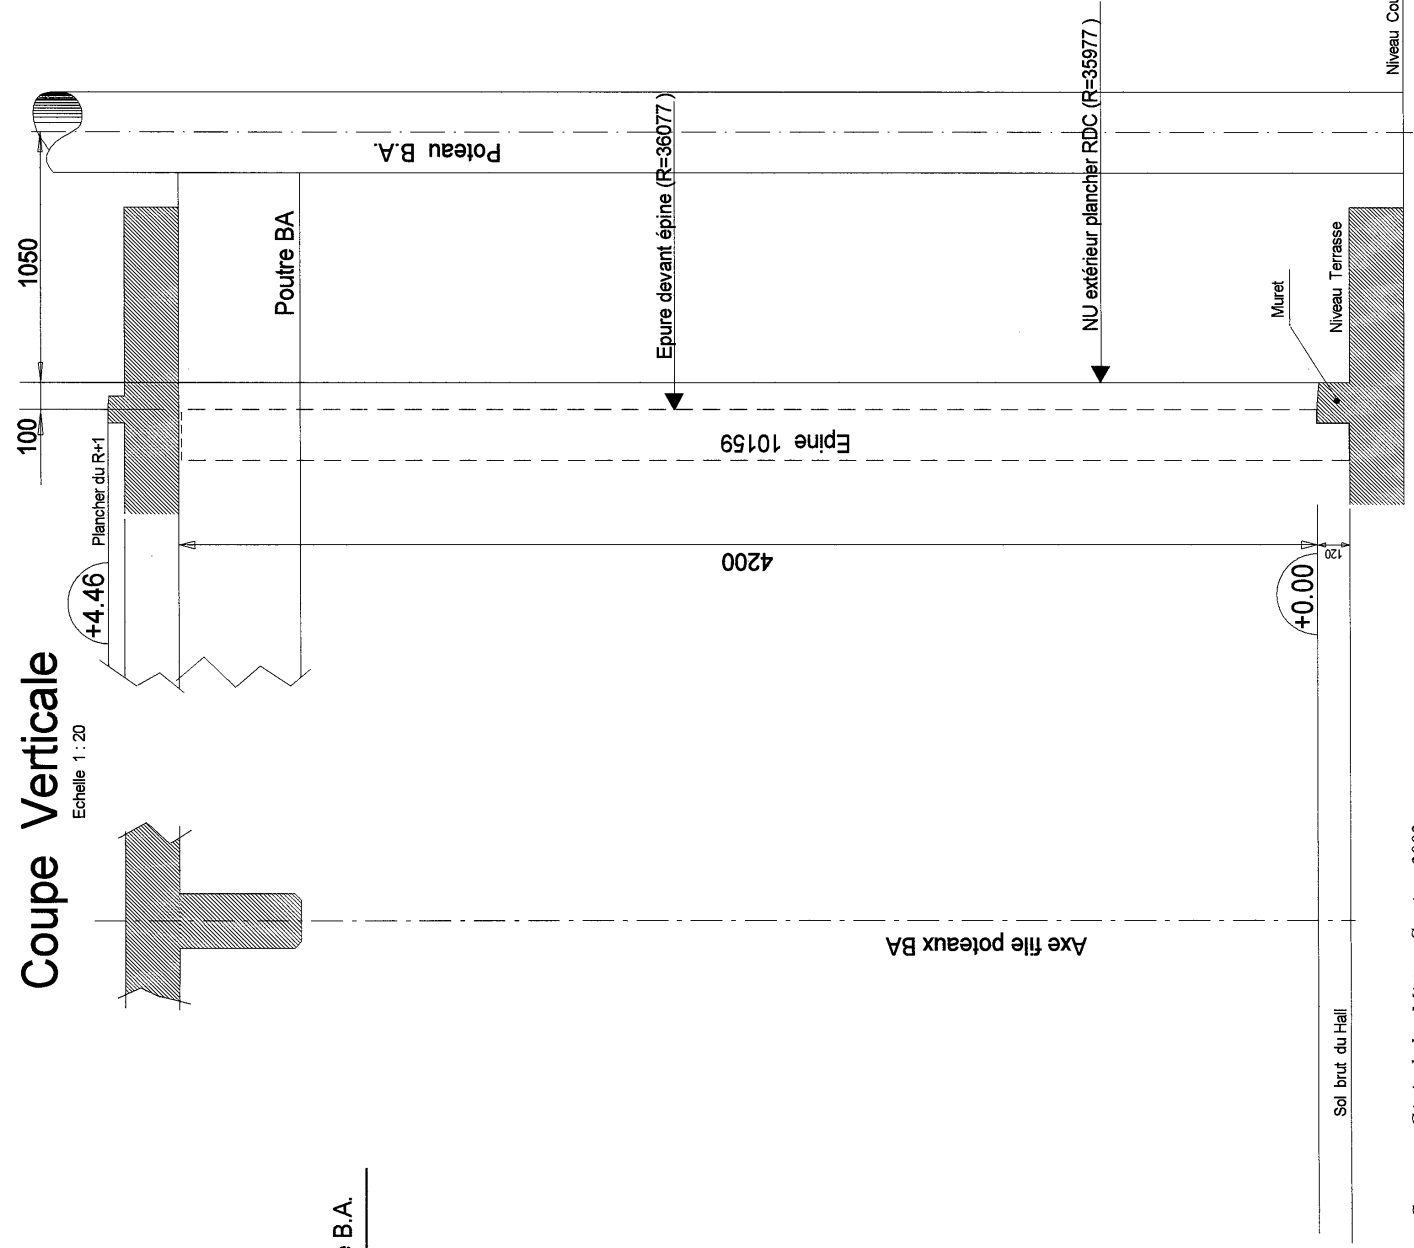 Coupe Verticale
Echelle 1 : 20
1050
100
Plancher du R+1
+4.46
Poteau B.A.
Poutre BA
Epure devant épine (R=36077 )
NU extérieur plancher RDC (R=35977 )
Epine 10159
4200
Muret
Niveau Terrasse
Niveau
120
+0.00
Axe file poteaux BA
Sol brut du Hall
B.A.